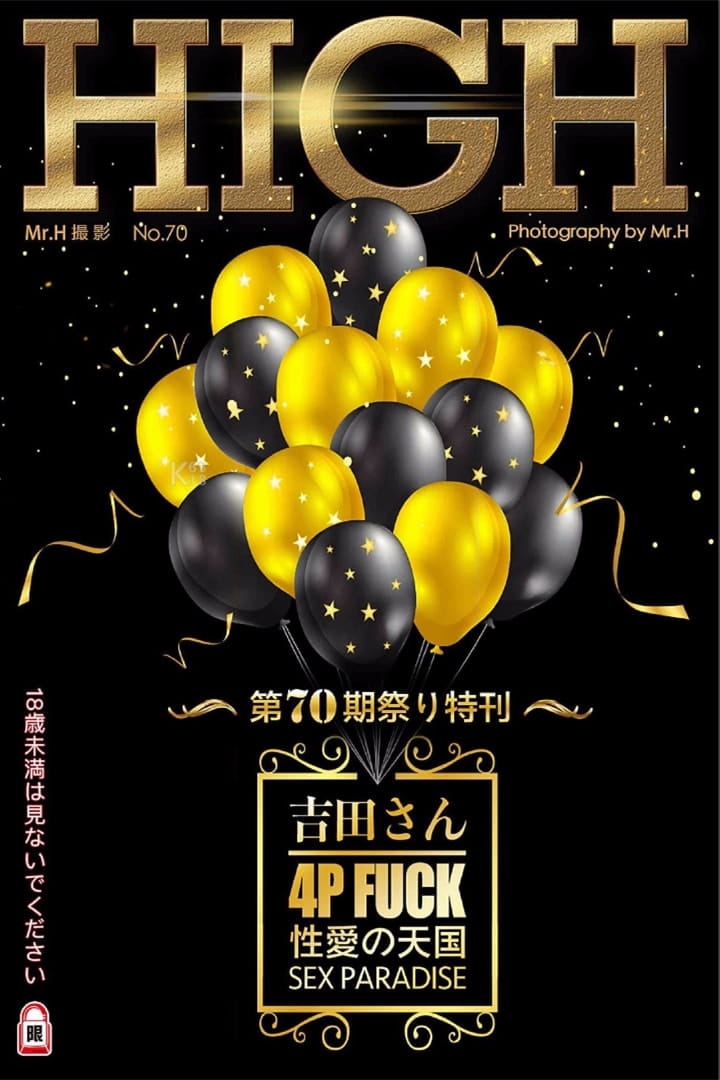 HIGH
Mr.H 撮影 No.70
Photography by Mr.H
第70期祭り特刊
吉田さん
4P FUCK
性愛の天国
SEX PARADISE
18歳未満は見ないでください
限